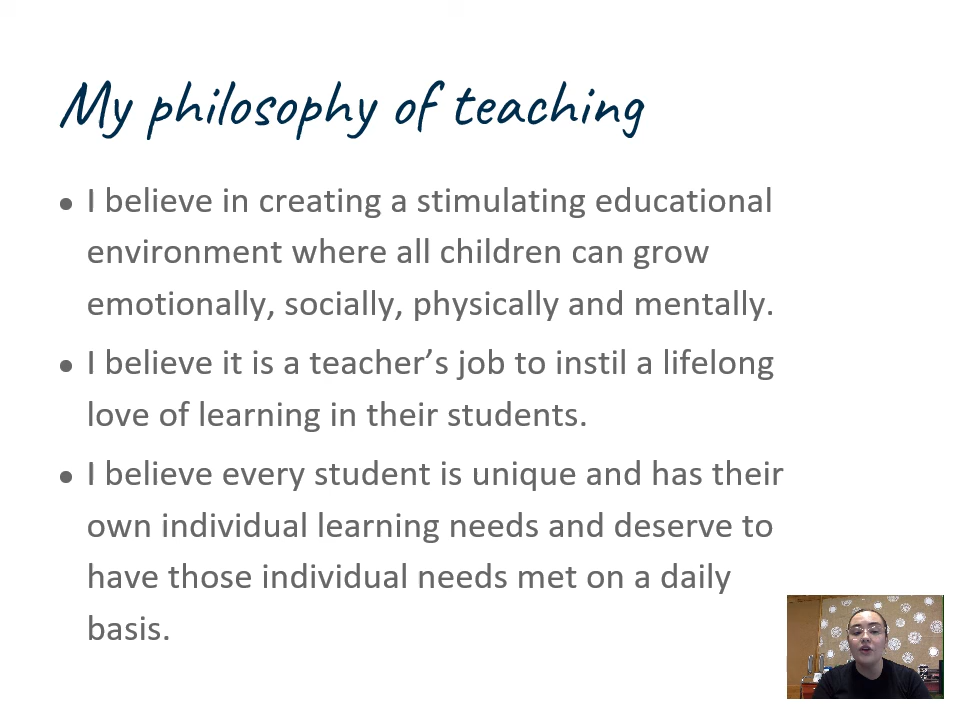 My philosophy of teaching
• I believe in creating a stimulating educational
environment where all children can grow
emotionally, socially, physically and mentally.
• I believe it is a teacher’s job to instil a lifelong
love of learning in their students.
• I believe every student is unique and has their
own individual learning needs and deserve to
have those individual needs met on a daily
basis.